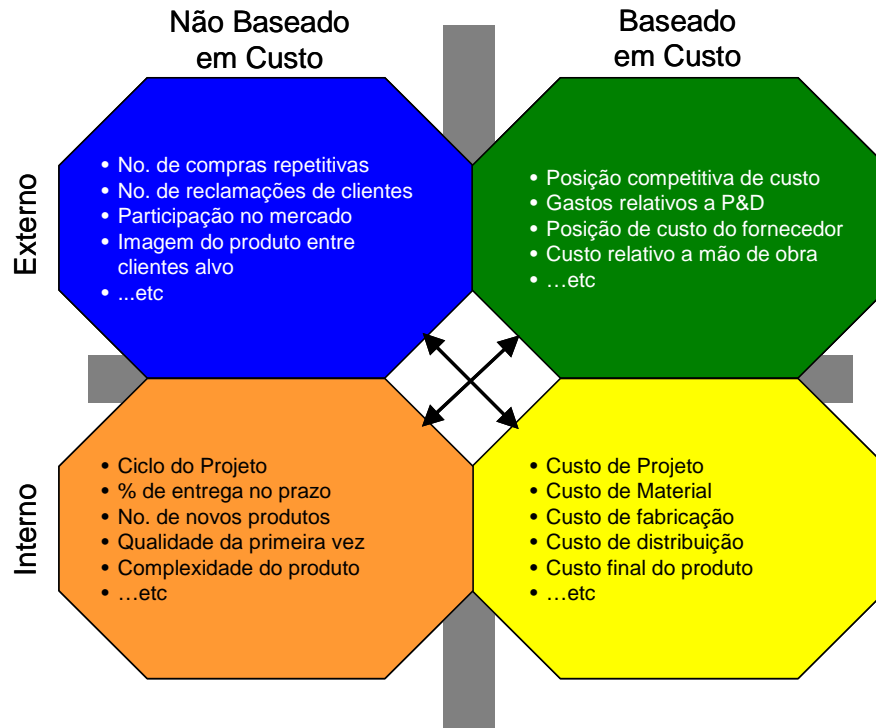 Não Baseado
em Custo
Baseado
em Custo
Externo
• No. de compras repetitivas
• No. de reclamações de clientes
• Participação no mercado
• Imagem do produto entre
clientes alvo
• ...etc
• Posição competitiva de custo
• Gastos relativos a P&D
• Posição de custo do fornecedor
• Custo relativo a mão de obra
• …etc
Interno
• Ciclo do Projeto
• % de entrega no prazo
• No. de novos produtos
• Qualidade da primeira vez
• Complexidade do produto
• …etc
• Custo de Projeto
• Custo de Material
• Custo de fabricação
• Custo de distribuição
• Custo final do produto
• …etc